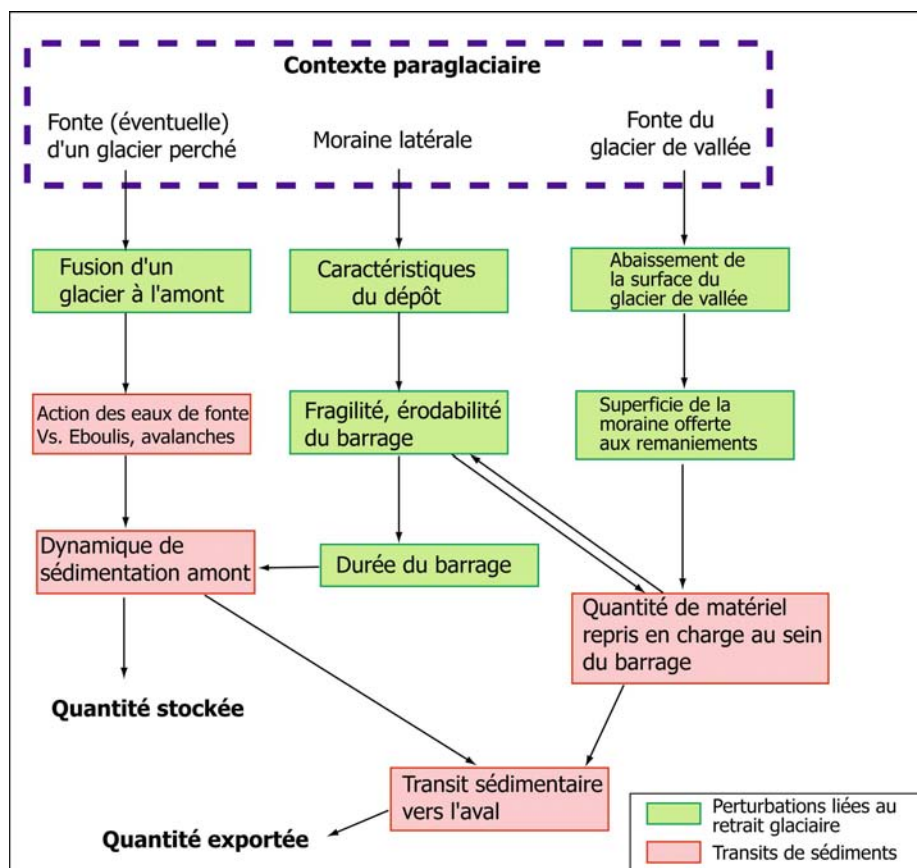 Contexte paraglaciaire
Fonte (éventuelle)
d'un glacier perché
Moraine latérale
Fonte du
glacier de vallée
Fusion d'un
glacier à l'amont
Caractéristiques
du dépôt
Abaissement de
la surface du
glacier de vallée
Action des eaux de fonte
Vs. Eboulis, avalanches
Fragilité, érodabilité
du barrage
Superficie de la
moraine offerte
aux remaniements
Dynamique de
sédimentation amont
Durée du barrage
Quantité de matériel
repris en charge au sein
du barrage
Quantité stockée
Transit sédimentaire
vers l'aval
Quantité exportée
Perturbations liées au
retrait glaciaire
Transits de sédiments